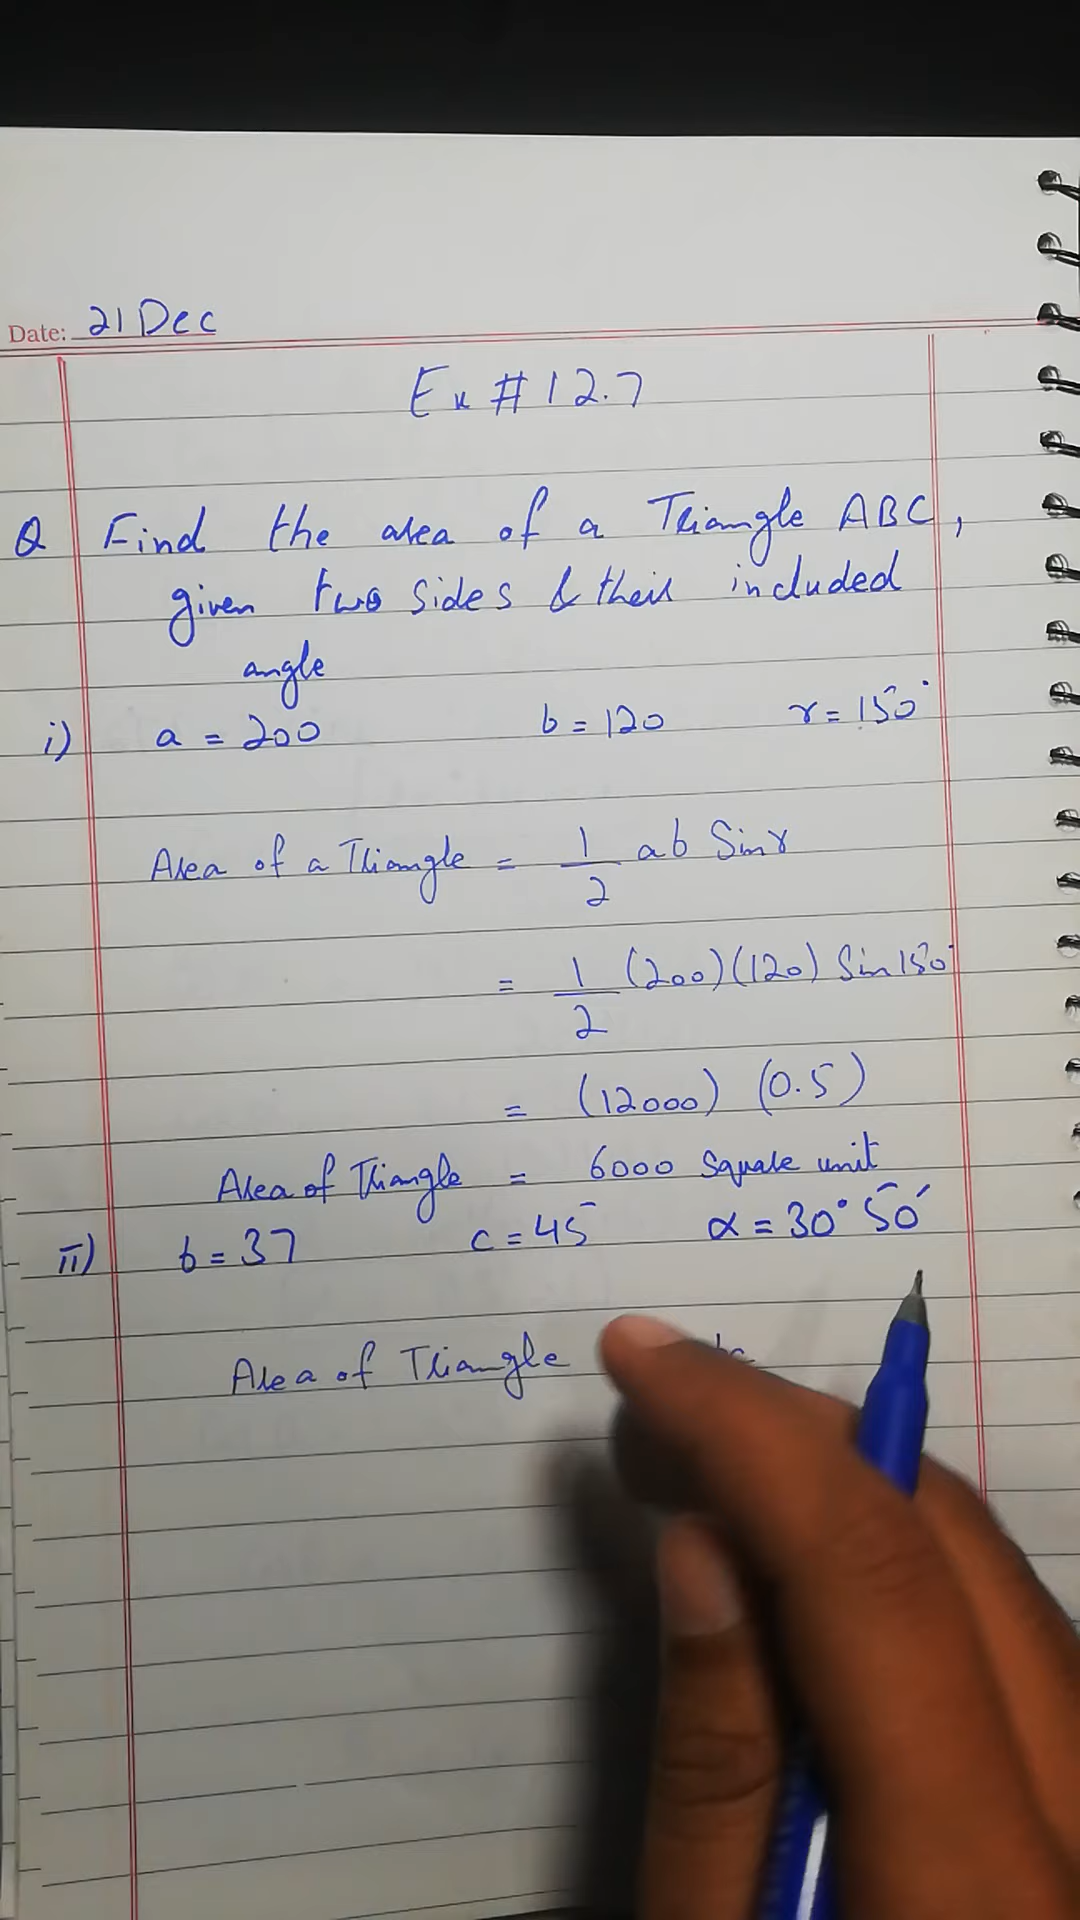 Date: 21 Dec
Ex # 12.7
Q Find the area of a Triangle ABC,
given two sides & their included
angle
i) a = 200 b = 120 γ = 150°
Area of a Triangle = 1/2 ab Sinγ
= 1/2 (200)(120) Sin150°
= (12000) (0.5)
Area of Triangle = 6000 square unit
ii) b = 37 c = 45 α = 30° 50′
Area of Triangle